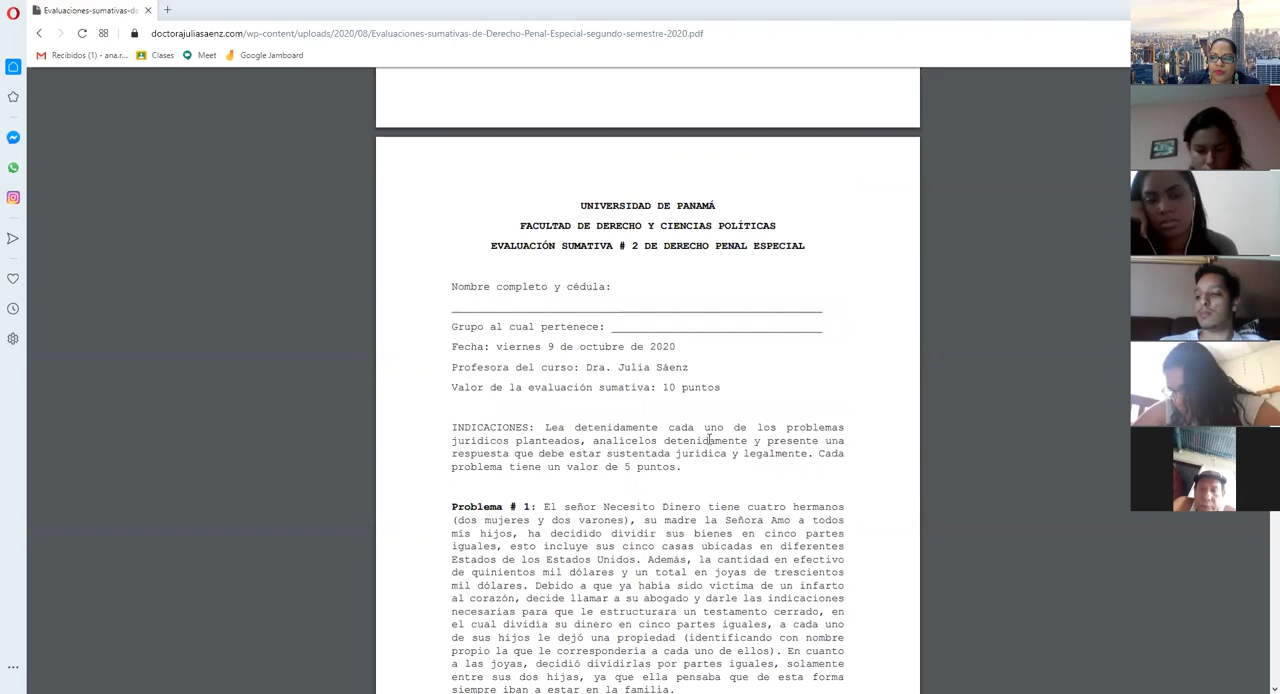 Evaluaciones-sumativas-de
doctorajuliasaenz.com/wp-content/uploads/2020/08/Evaluaciones-sumativas-de-Derecho-Penal-Especial-segundo-semestre-2020.pdf
Recibidos (1) - ana.r... Clases Meet Google Jamboard
UNIVERSIDAD DE PANAMÁ
FACULTAD DE DERECHO Y CIENCIAS POLÍTICAS
EVALUACIÓN SUMATIVA # 2 DE DERECHO PENAL ESPECIAL
Nombre completo y cédula:
Grupo al cual pertenece:
Fecha: viernes 9 de octubre de 2020
Profesora del curso: Dra. Julia Sáenz
Valor de la evaluación sumativa: 10 puntos
INDICACIONES: Lea detenidamente cada uno de los problemas
jurídicos planteados, analícelos detenidamente y presente una
respuesta que debe estar sustentada jurídica y legalmente. Cada
problema tiene un valor de 5 puntos.
Problema # 1: El señor Necesito Dinero tiene cuatro hermanos
(dos mujeres y dos varones), su madre la Señora Amo a todos
mis hijos, ha decidido dividir sus bienes en cinco partes
iguales, esto incluye sus cinco casas ubicadas en diferentes
Estados de los Estados Unidos. Además, la cantidad en efectivo
de quinientos mil dólares y un total en joyas de trescientos
mil dólares. Debido a que ya había sido víctima de un infarto
al corazón, decide llamar a su abogado y darle las indicaciones
necesarias para que le estructurara un testamento cerrado, en
el cual dividía su dinero en cinco partes iguales, a cada uno
de sus hijos le dejó una propiedad (identificando con nombre
propio la que le correspondería a cada uno de ellos). En cuanto
a las joyas, decidió dividirlas por partes iguales, solamente
entre sus dos hijas, ya que ella pensaba que de esta forma
siempre iban a estar en la familia.